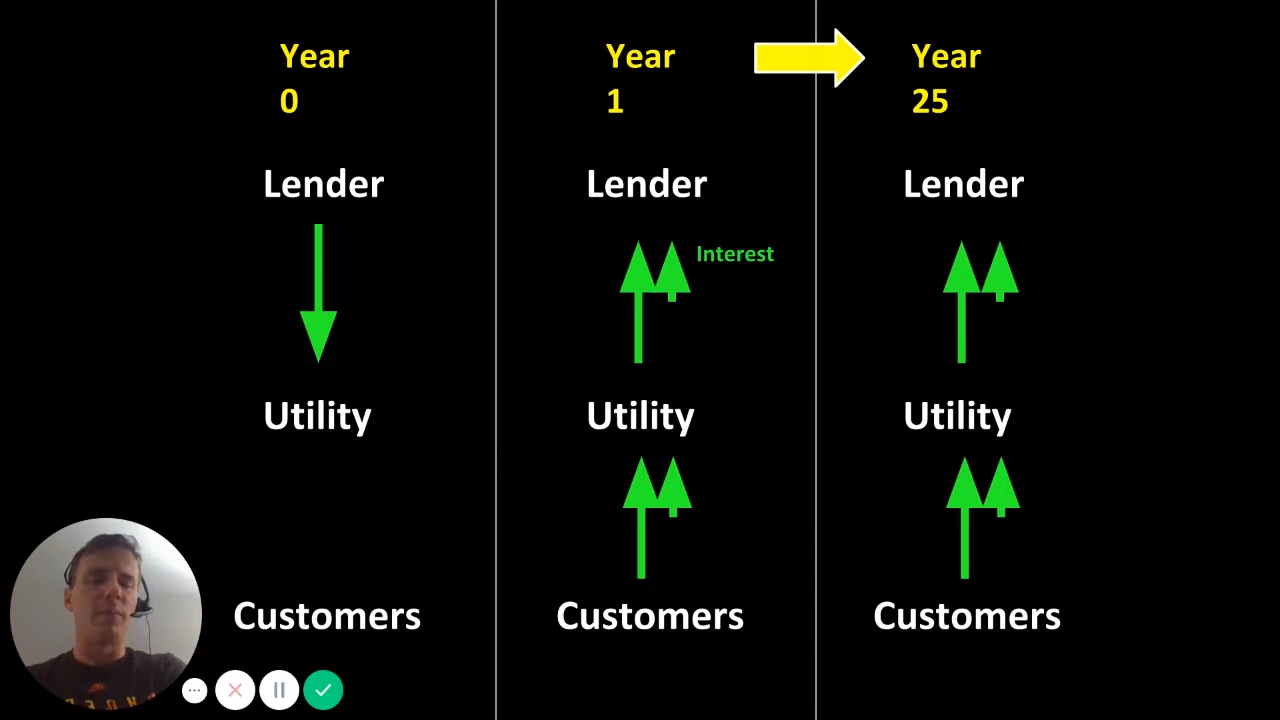 Year
0
Year
1
Year
25
Lender
Lender
Lender
Interest
Utility
Utility
Utility
Customers
Customers
Customers